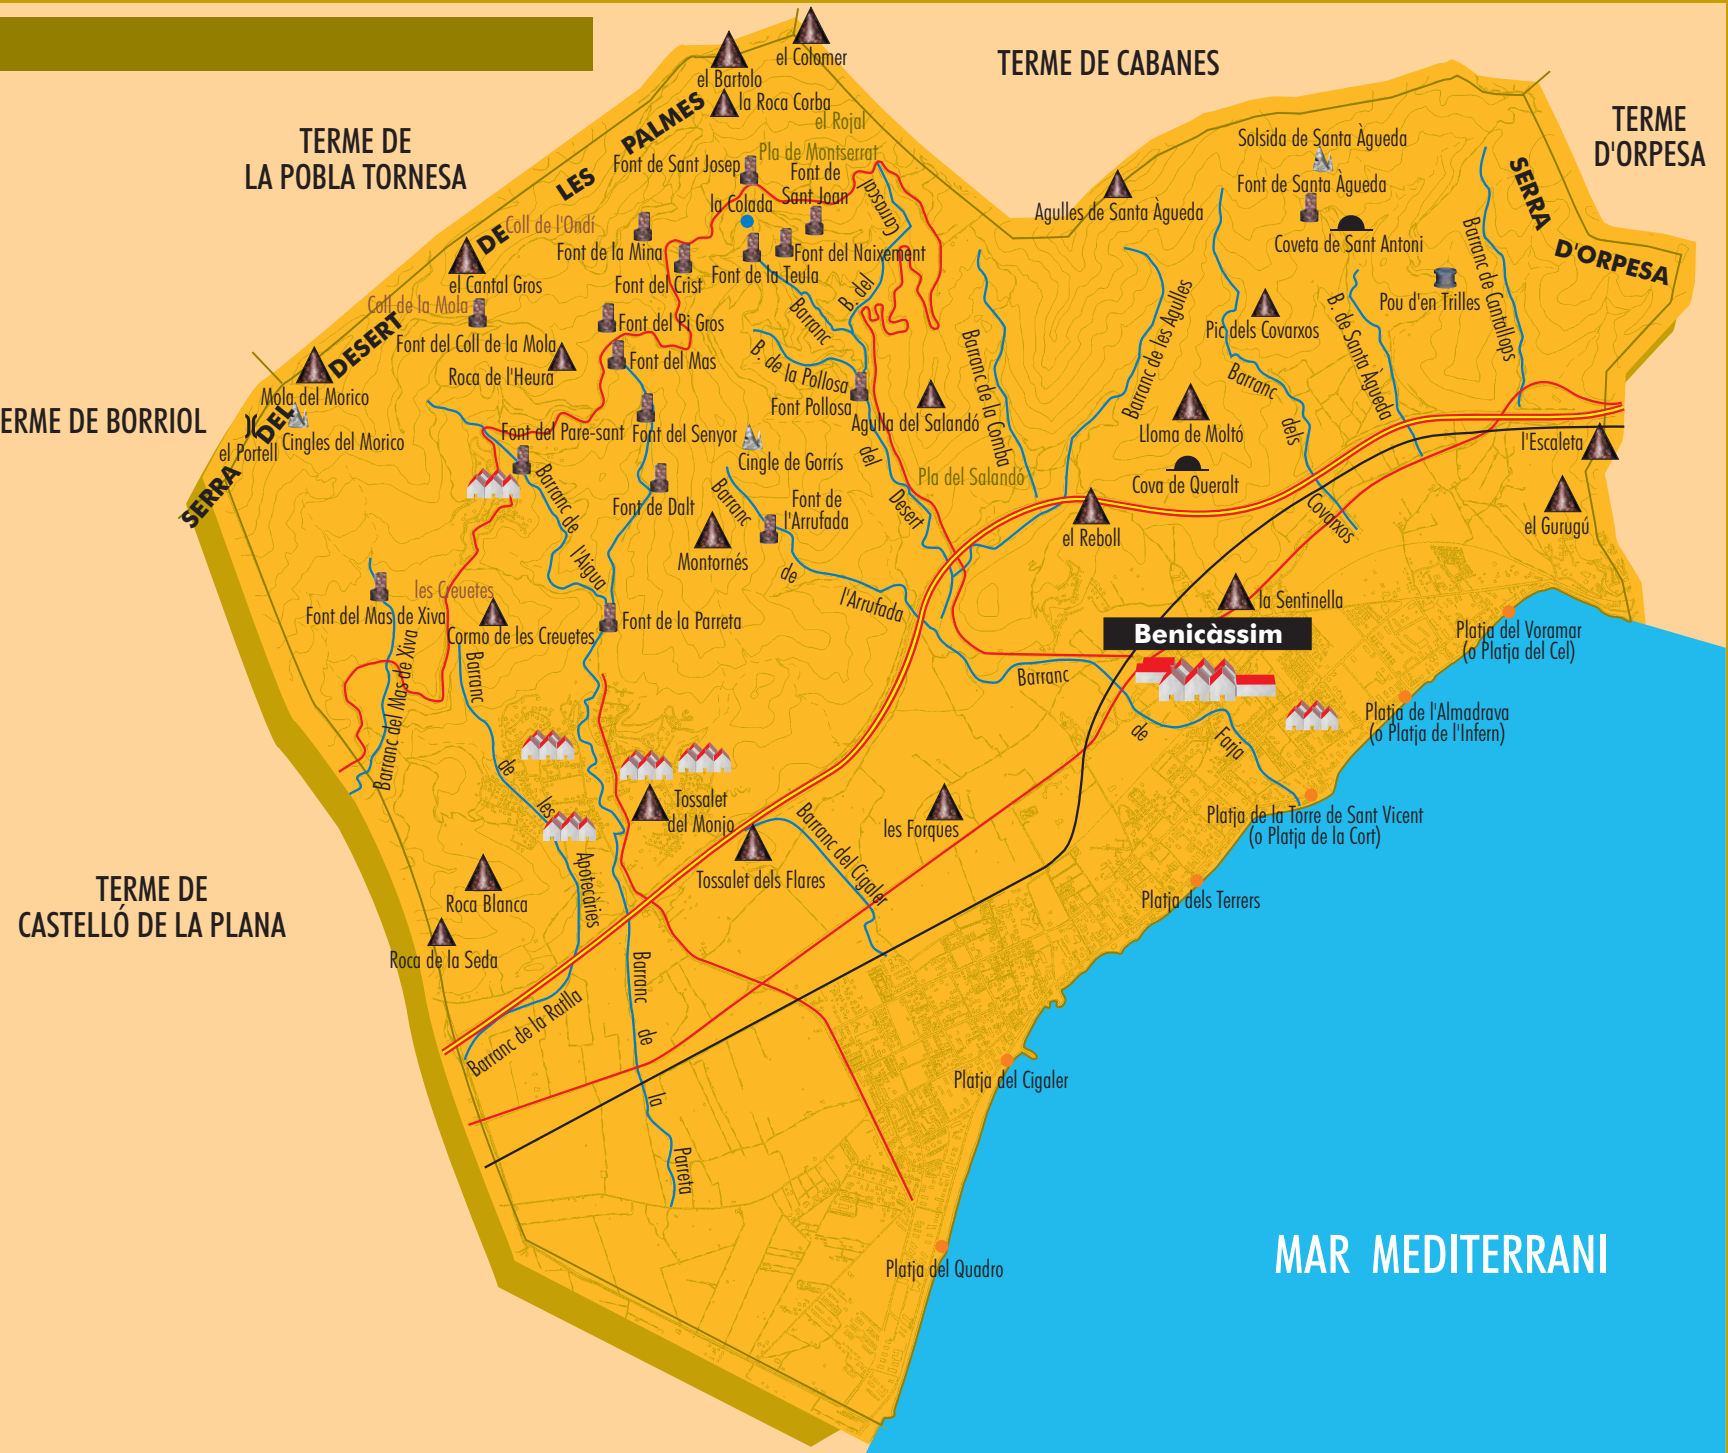 el Colomer
TERME DE CABANES
el Bartolo
la Roca Corba
TERME
D'ORPESA
el Rojal
TERME DE
LA POBLA TORNESA
SERRA DEL DESERT DE LES PALMES
Solsida de Santa Àgueda
Pla de Montserrat
Font de Sant Josep
Font de
Sant Joan
Font de Santa Àgueda
Agulles de Santa Àgueda
la Colada
Coll de l'Ondí
Font de la Mina
Coveta de Sant Antoni
SERRA D'ORPESA
Font del Naixement
Font de la Teula
Font del Crist
el Cantal Gros
Coll de la Mola
Pou d'en Trilles
Font del Pi Gros
Pic dels Covarxos
Font del Coll de la Mola
Font del Mas
Roca de l'Heura
Mola del Morico
B. de la Pollosa
Font Pollosa
Barranc
B. del
Carrascal
Barranc de la Comba
Barranc de les Agulles
Barranc dels Covarxos
B. de Santa Àgueda
Barranc de Cantallops
ERME DE BORRIOL
el Portell
Cingles del Morico
Font del Pare-sant
Font del Senyor
Agulla del Salandó
Lloma de Moltó
l'Escaleta
Cingle de Gorrís
Pla del Salandó
Cova de Queralt
del Desert
Barranc de l'Aigua
Font de Dalt
Font de
l'Arrufada
Barranc de l'Arrufada
el Reboll
el Gurugú
Montornés
les Creuetes
Font del Mas de Xiva
Cormo de les Creuetes
Font de la Parreta
la Sentinella
Benicàssim
Platja del Voramar
(o Platja del Cel)
Barranc del Mas de Xiva
Barranc de les Apotecàries
Barranc de Farja
Platja de l'Almadrava
(o Platja de l'Infern)
Tossalet
del Monjo
les Forques
Platja de la Torre de Sant Vicent
(o Platja de la Cort)
Barranc del Cigaler
Tossalet dels Flares
TERME DE
CASTELLÓ DE LA PLANA
Roca Blanca
Platja dels Terrers
Roca de la Seda
Barranc de la Ratlla
Barranc de la Parreta
Platja del Cigaler
Platja del Quadro
MAR MEDITERRANI